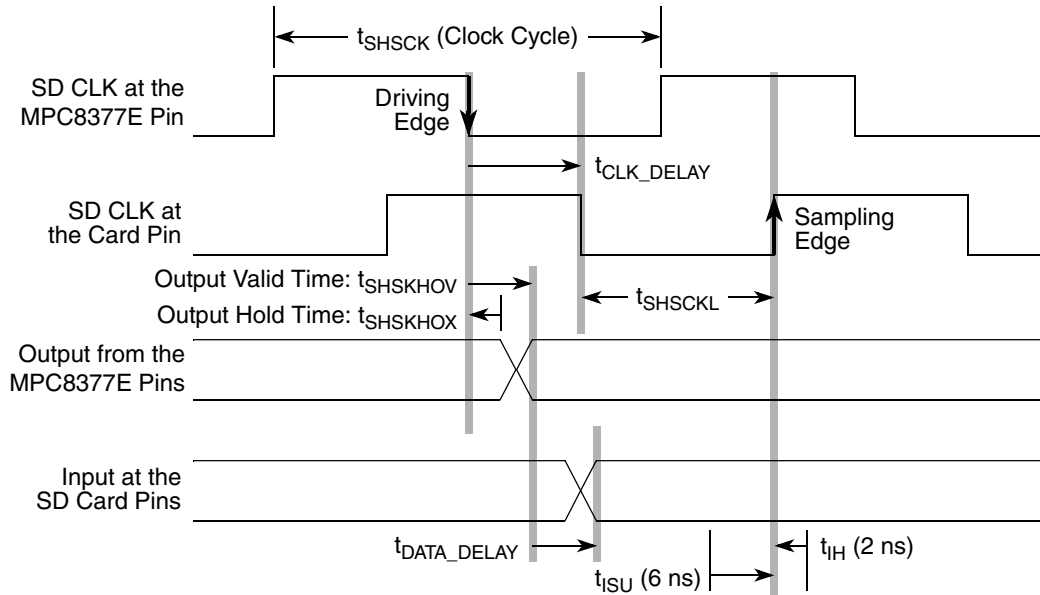 tSHSCK (Clock Cycle)
SD CLK at the
MPC8377E Pin
Driving
Edge
tCLK_DELAY
SD CLK at
the Card Pin
Sampling
Edge
Output Valid Time: tSHSKHOV
tSHSCKL
Output Hold Time: tSHSKHOX
Output from the
MPC8377E Pins
Input at the
SD Card Pins
tDATA_DELAY
tIH (2 ns)
tISU (6 ns)